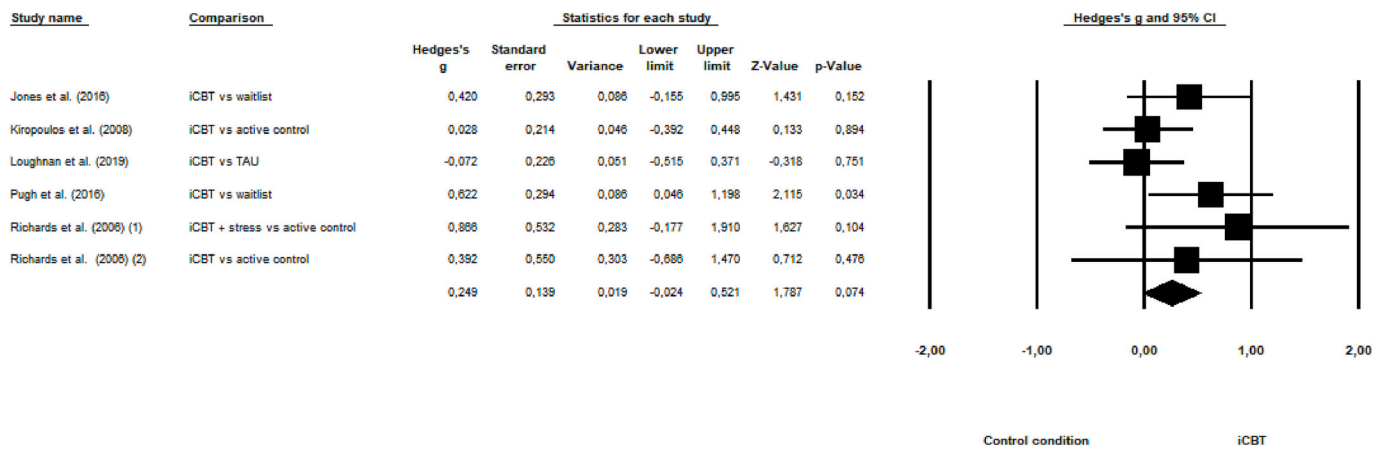 Study name Comparison Statistics for each study Hedges's g and 95% CI
Hedges's g Standard error Variance Lower limit Upper limit Z-Value p-Value
Jones et al. (2016) iCBT vs waitlist 0,420 0,293 0,086 -0,155 0,995 1,431 0,152
Kiropoulos et al. (2008) iCBT vs active control 0,028 0,214 0,046 -0,392 0,448 0,133 0,894
Loughnan et al. (2019) iCBT vs TAU -0,072 0,226 0,051 -0,515 0,371 -0,318 0,751
Pugh et al. (2016) iCBT vs waitlist 0,622 0,294 0,086 0,046 1,198 2,115 0,034
Richards et al. (2006) (1) iCBT + stress vs active control 0,866 0,532 0,283 -0,177 1,910 1,627 0,104
Richards et al. (2006) (2) iCBT vs active control 0,392 0,550 0,303 -0,686 1,470 0,712 0,476
0,249 0,139 0,019 -0,024 0,521 1,787 0,074
-2,00 -1,00 0,00 1,00 2,00
Control condition iCBT